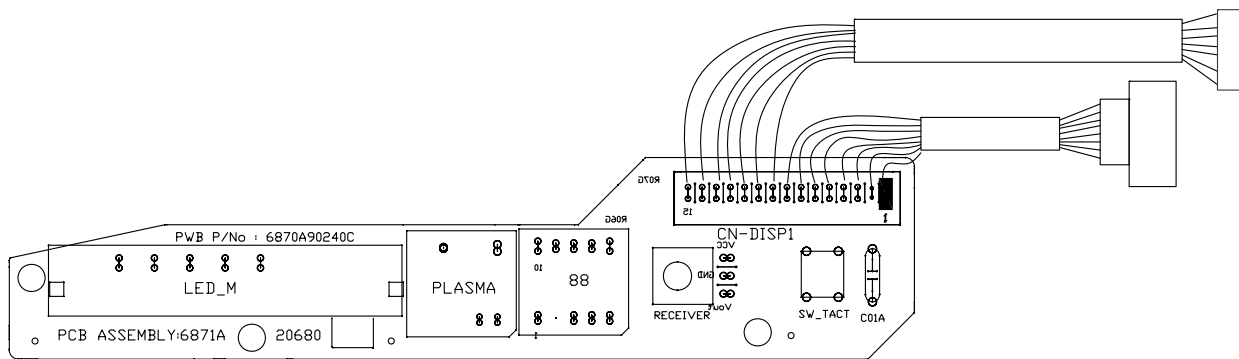 R07G
15
1
CN-DISP1
R06G
PWB P/No : 6870A90240C
VCC
10
GND
LED_M
PLASMA
88
Vout
RECEIVER
SW_TACT
C01A
PCB ASSEMBLY:6871A
20680
1